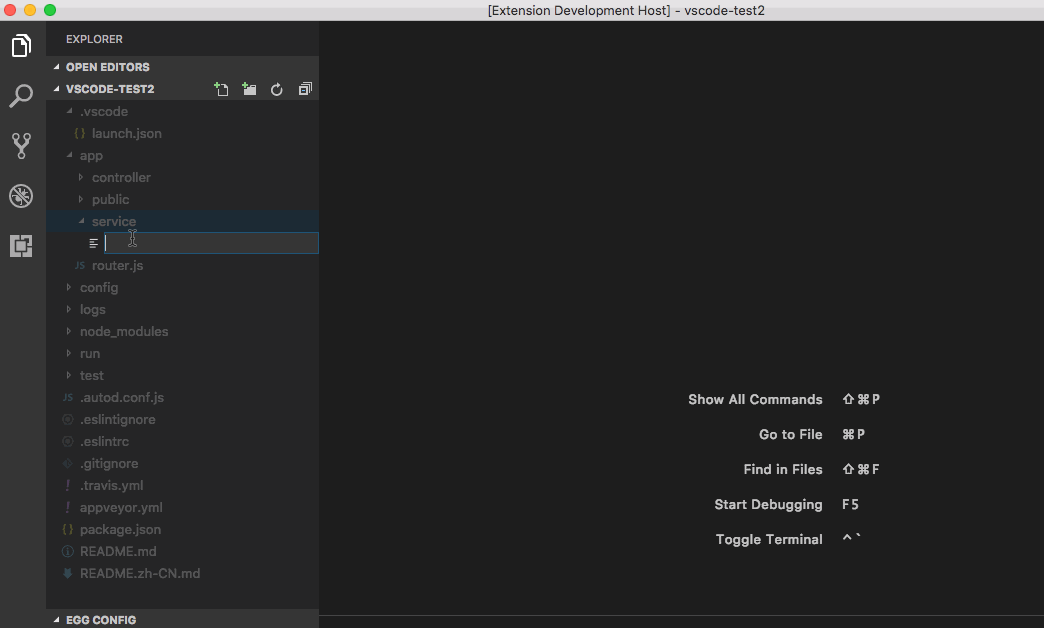 [Extension Development Host] - vscode-test2
EXPLORER
OPEN EDITORS
VSCODE-TEST2
.vscode
{} launch.json
app
controller
public
service
JS router.js
config
logs
node_modules
run
test
JS .autod.conf.js
.eslintignore
.eslintrc
.gitignore
! .travis.yml
! appveyor.yml
{} package.json
README.md
README.zh-CN.md
EGG CONFIG
Show All Commands ⇧⌘P
Go to File ⌘P
Find in Files ⇧⌘F
Start Debugging F5
Toggle Terminal ^`